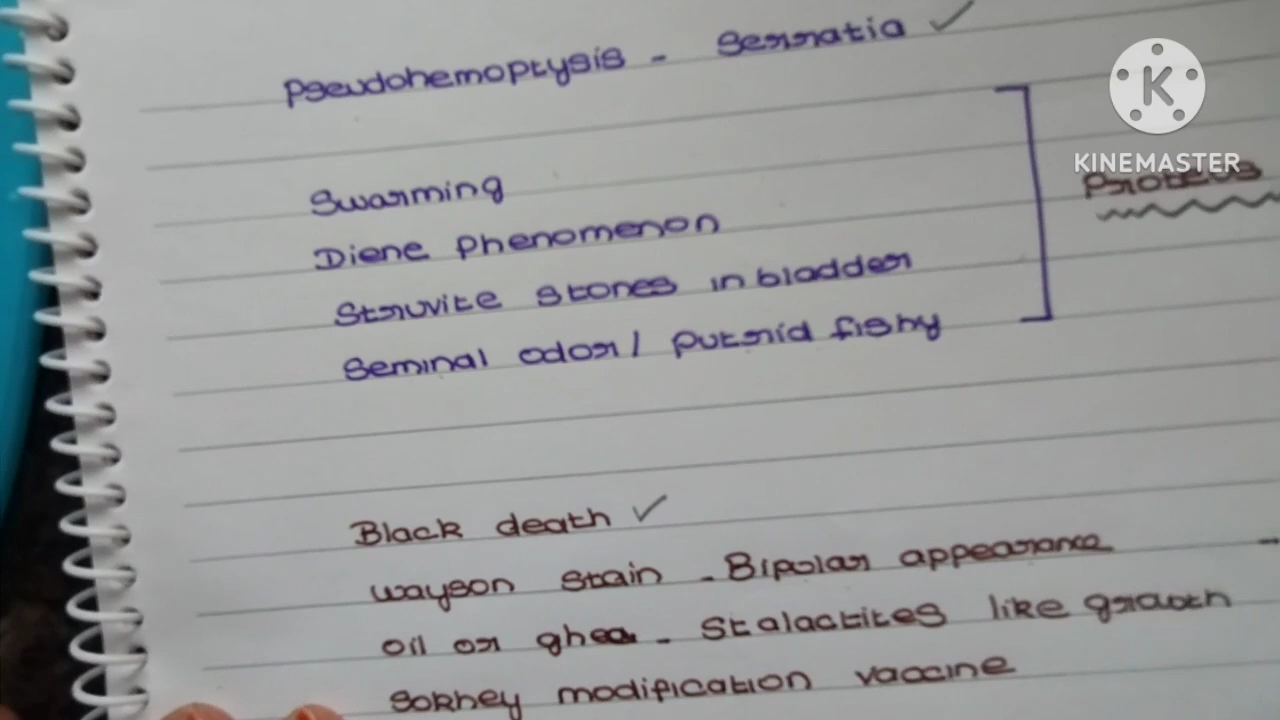 Pseudohemoptysis - Serratia ✓
K
KINEMASTER
Swarming
Proteus
Diene Phenomenon
Struvite stones in bladder
Seminal odor / Putrid fishy
Black death ✓
Wayson stain - Bipolar appearance -
Oil or ghee - Stalactites like growth
Sokhey modification vaccine